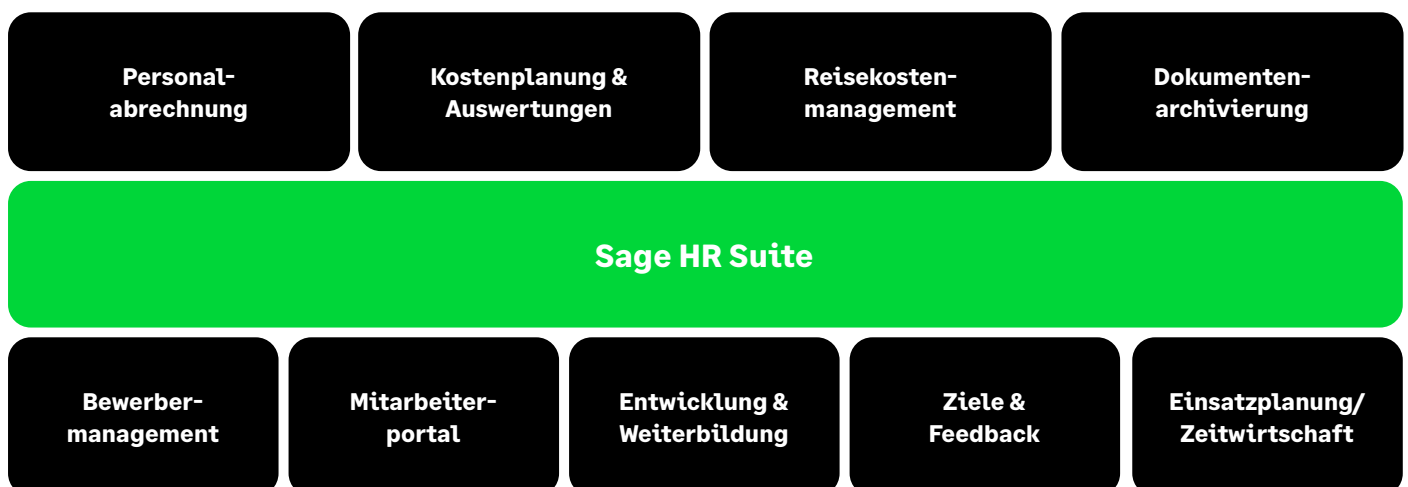 Personal-
abrechnung
Kostenplanung &
Auswertungen
Reisekosten-
management
Dokumenten-
archivierung
Sage HR Suite
Bewerber-
management
Mitarbeiter-
portal
Entwicklung &
Weiterbildung
Ziele &
Feedback
Einsatzplanung/
Zeitwirtschaft